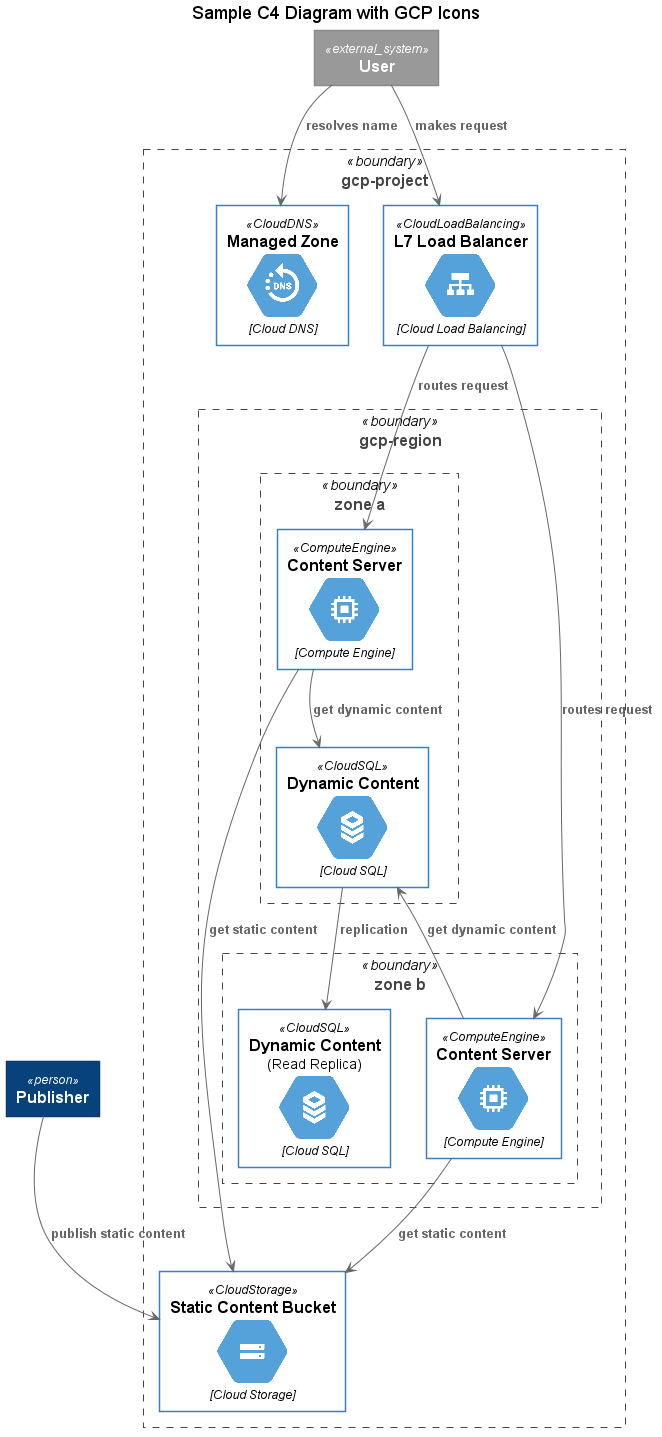 Sample C4 Diagram with GCP Icons
«external_system»
User
resolves name
makes request
«boundary»
gcp-project
«CloudDNS»
Managed Zone
DNS
[Cloud DNS]
«CloudLoadBalancing»
L7 Load Balancer
[Cloud Load Balancing]
routes request
«boundary»
gcp-region
«boundary»
zone a
«ComputeEngine»
Content Server
[Compute Engine]
get dynamic content
routes request
«CloudSQL»
Dynamic Content
[Cloud SQL]
get static content
replication
get dynamic content
«boundary»
zone b
«CloudSQL»
Dynamic Content
(Read Replica)
[Cloud SQL]
«ComputeEngine»
Content Server
[Compute Engine]
«person»
Publisher
publish static content
get static content
«CloudStorage»
Static Content Bucket
[Cloud Storage]